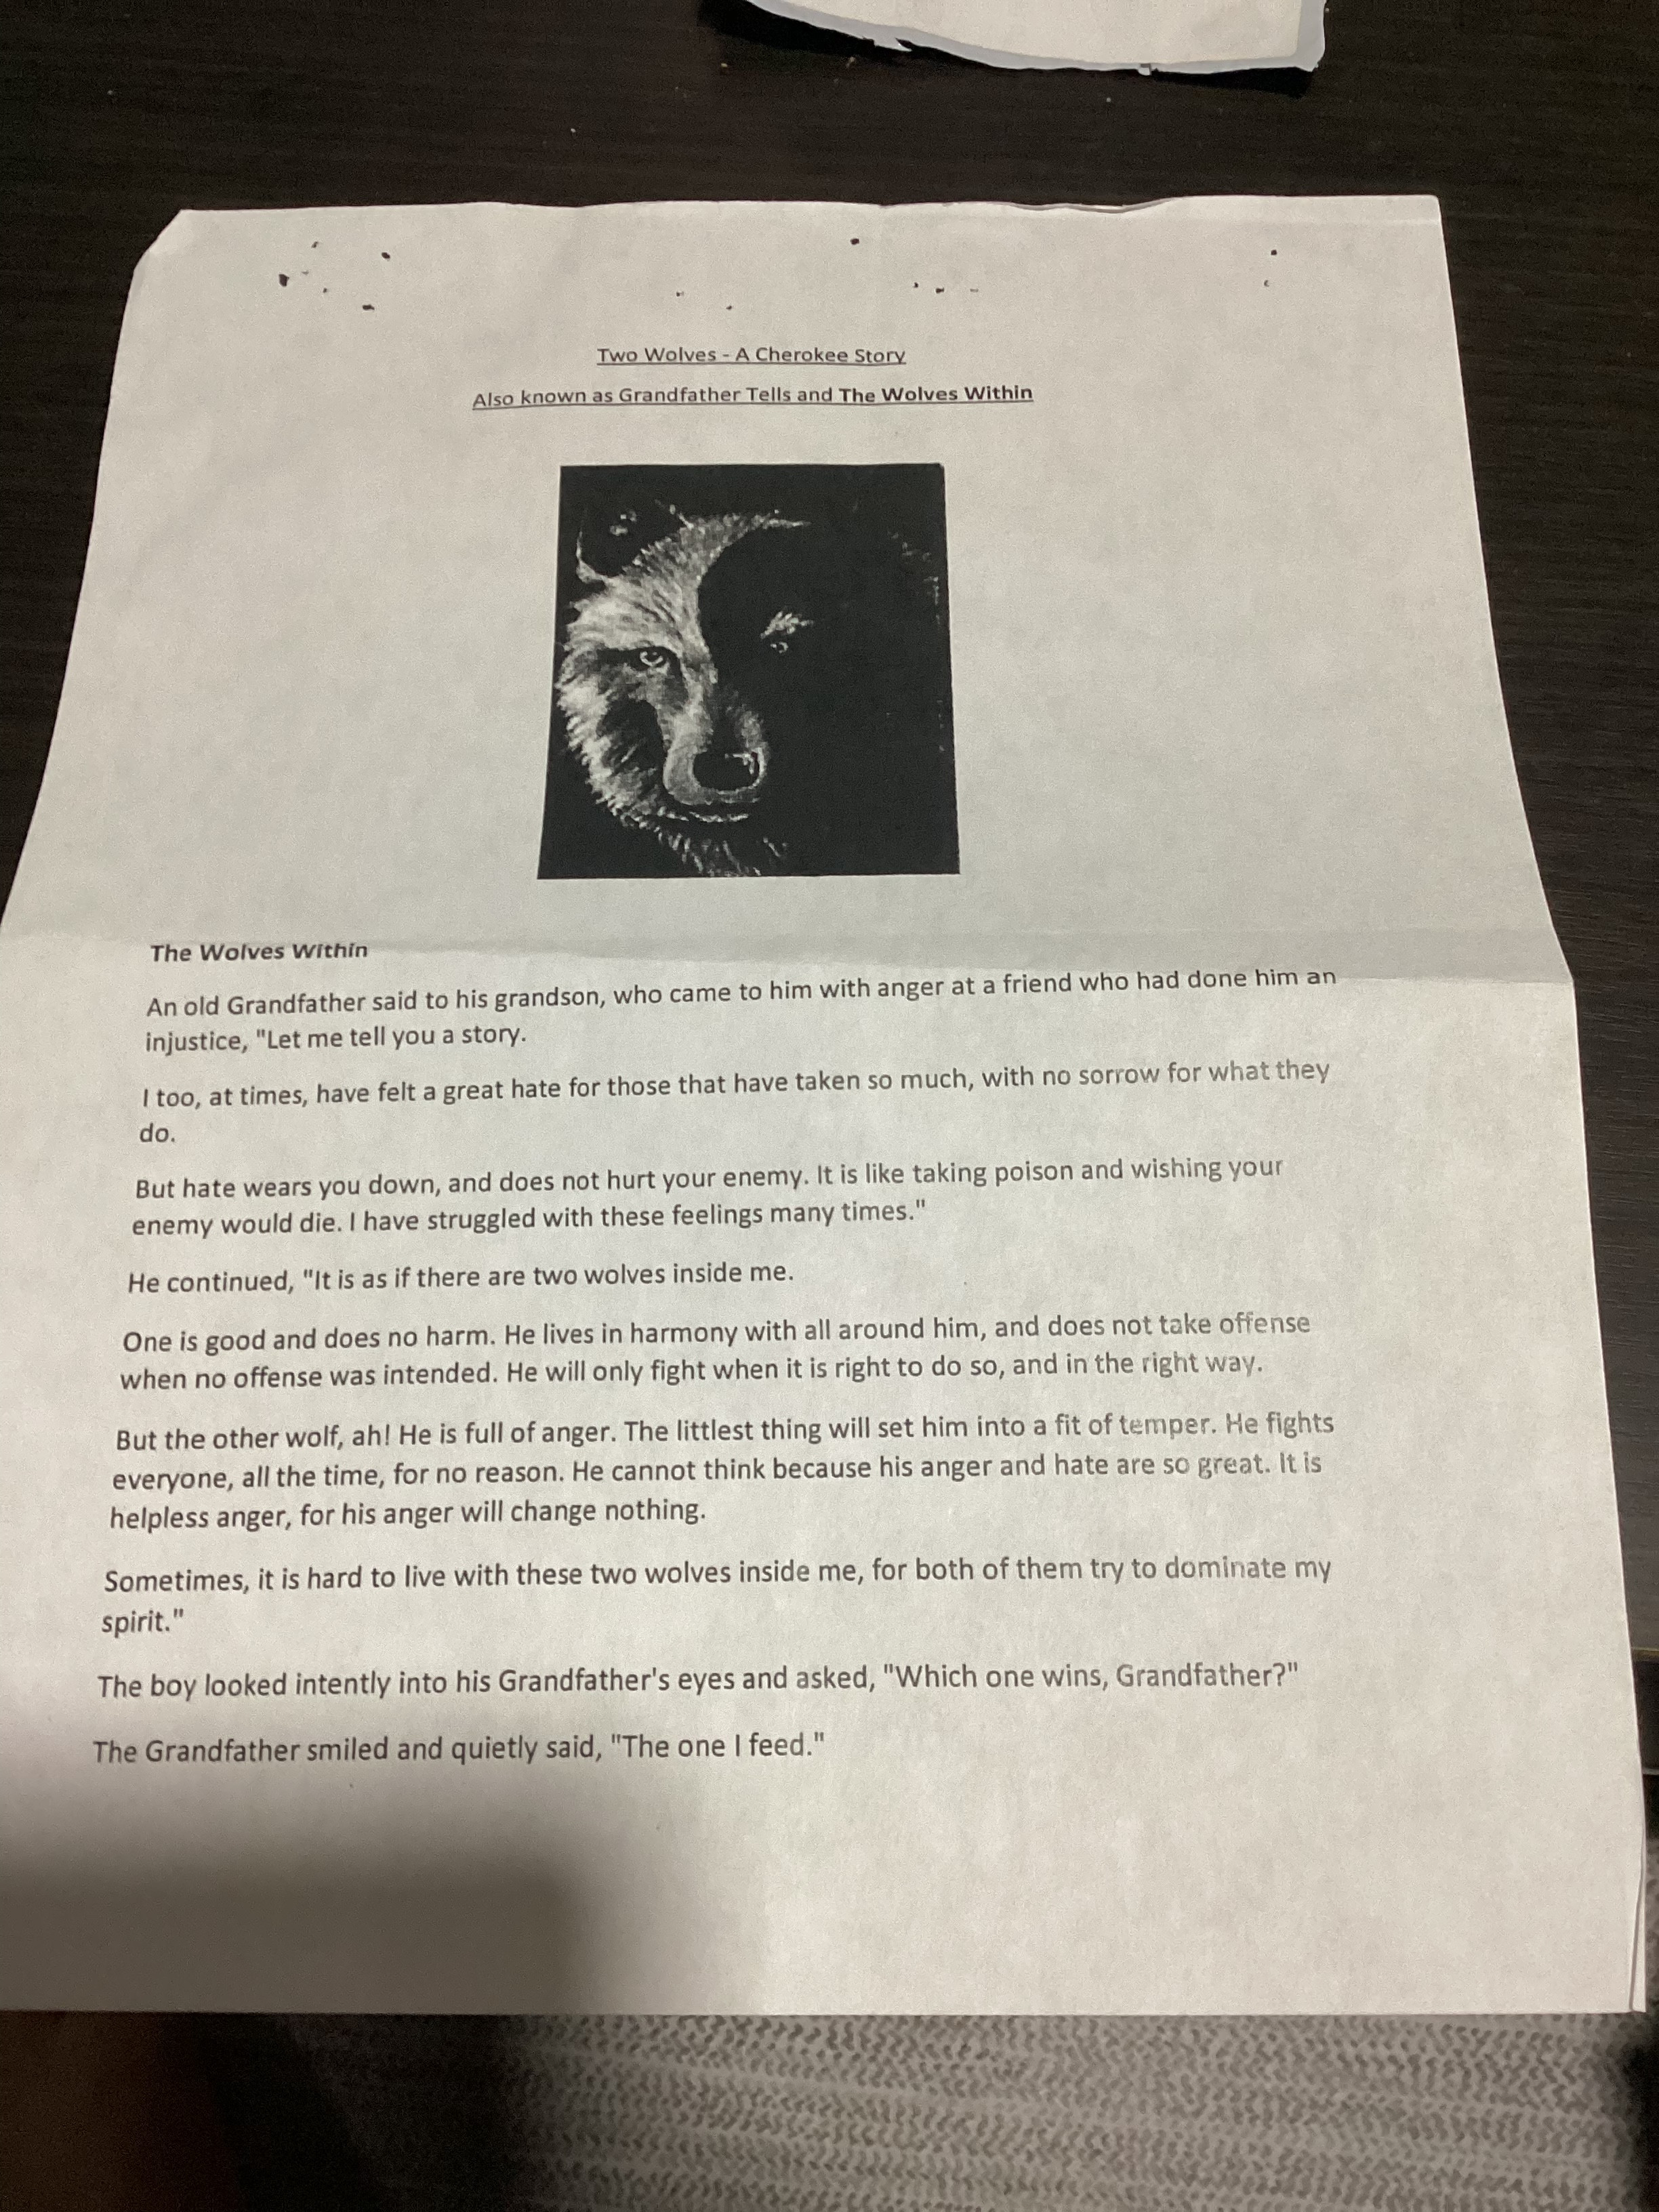 Two Wolves - A Cherokee Story
Also known as Grandfather Tells and The Wolves Within
The Wolves Within
An old Grandfather said to his grandson, who came to him with anger at a friend who had done him an
injustice, "Let me tell you a story.
I too, at times, have felt a great hate for those that have taken so much, with no sorrow for what they
do.
But hate wears you down, and does not hurt your enemy. It is like taking poison and wishing your
enemy would die. I have struggled with these feelings many times."
He continued, "It is as if there are two wolves inside me.
One is good and does no harm. He lives in harmony with all around him, and does not take offense
when no offense was intended. He will only fight when it is right to do so, and in the right way.
But the other wolf, ah! He is full of anger. The littlest thing will set him into a fit of temper. He fights
everyone, all the time, for no reason. He cannot think because his anger and hate are so great. It is
helpless anger, for his anger will change nothing.
Sometimes, it is hard to live with these two wolves inside me, for both of them try to dominate my
spirit."
The boy looked intently into his Grandfather's eyes and asked, "Which one wins, Grandfather?"
The Grandfather smiled and quietly said, "The one I feed."